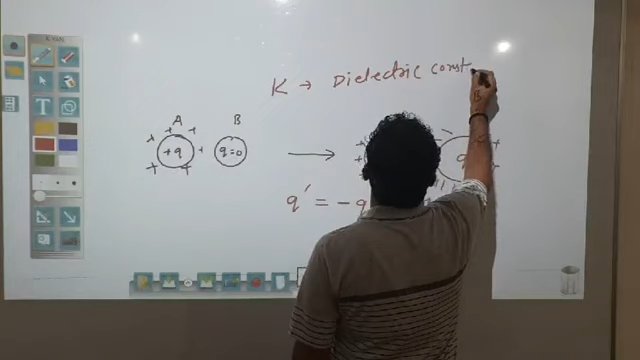 K → Dielectric const
A B
+q q=0 →
q' = -q